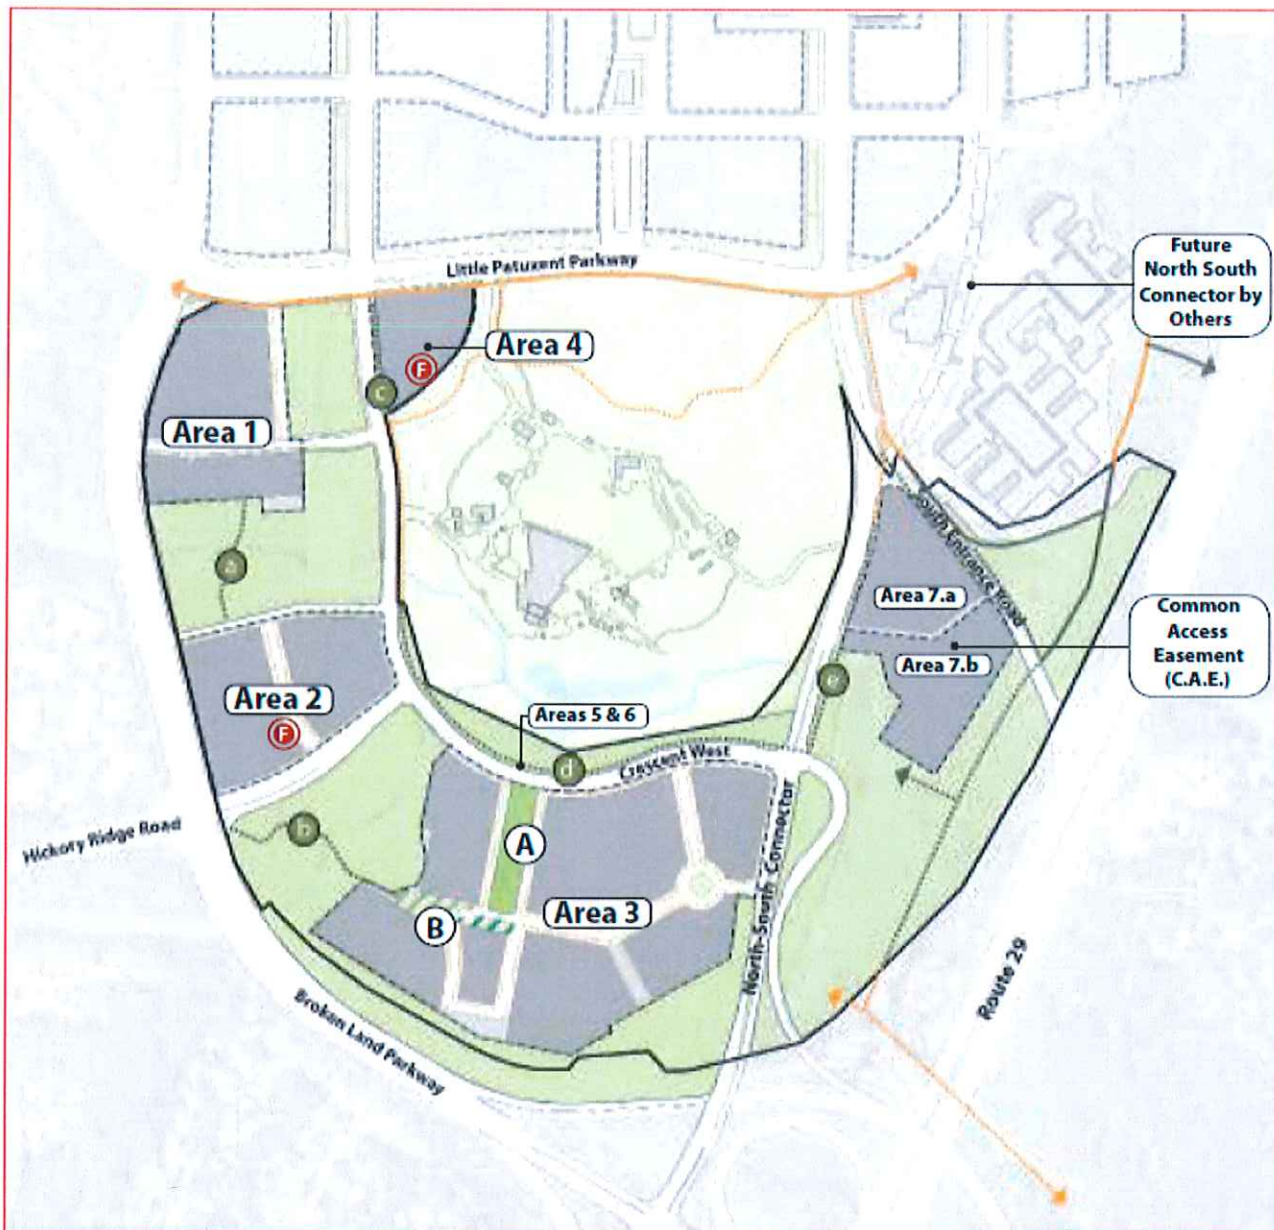 Little Patuxent Parkway
Future
North South
Connector by
Others
Area 4
F
c
Area 1
South Entrance Road
a
Area 7.a
Common
Access
Easement
(C.A.E.)
Area 7.b
e
Area 2
F
Areas 5 & 6
d
Crescent West
Hickory Ridge Road
b
A
North-South Connector
Area 3
B
Route 29
Broken Land Parkway